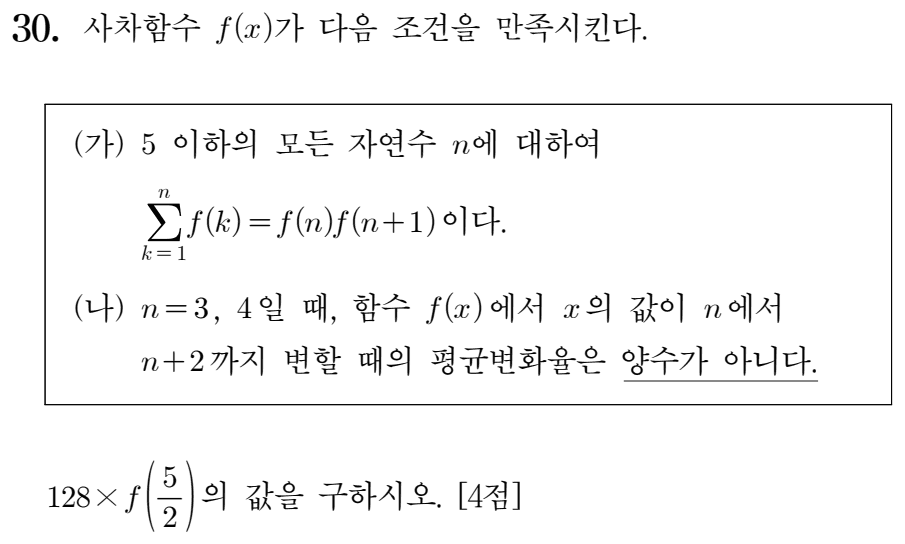 30. 사차함수 f(x)가 다음 조건을 만족시킨다.
(가) 5 이하의 모든 자연수 n에 대하여
\sum_{k=1}^{n} f(k)=f(n)f(n+1)이다.
(나) n=3, 4일 때, 함수 f(x)에서 x의 값이 n에서
n+2까지 변할 때의 평균변화율은 양수가 아니다.
128×f(5/2)의 값을 구하시오. [4점]